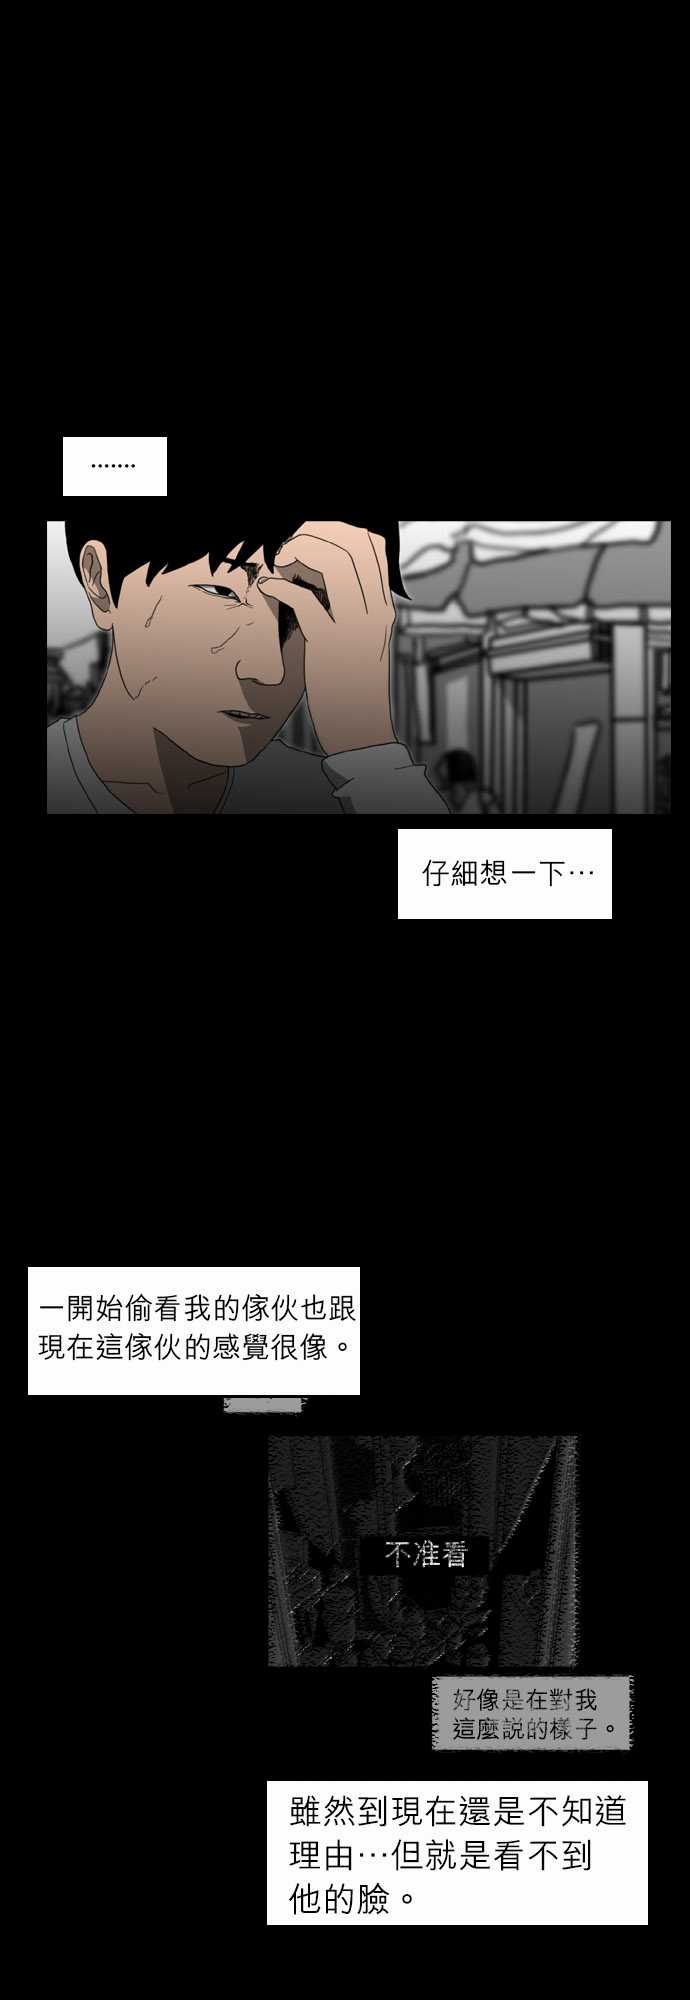 .......
仔細想一下⋯
一開始偷看我的傢伙也跟
現在這傢伙的感覺很像。
不准看
好像是在對我
這麼說的樣子。
雖然到現在還是不知道
理由⋯但就是看不到
他的臉。